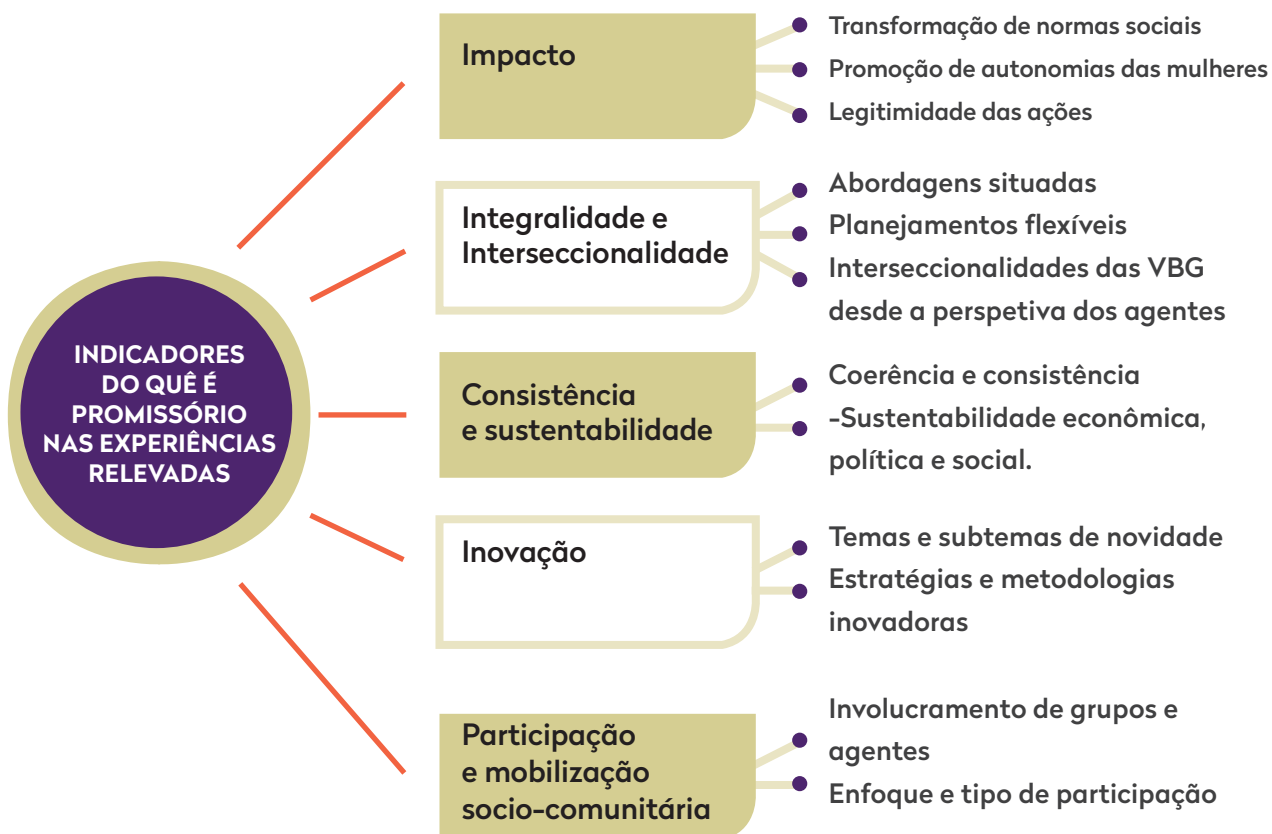 INDICADORES
DO QUÊ É
PROMISSÓRIO
NAS EXPERIÊNCIAS
RELEVADAS
Impacto
Transformação de normas sociais
Promoção de autonomias das mulheres
Legitimidade das ações
Integralidade e
Interseccionalidade
Abordagens situadas
Planejamentos flexíveis
Interseccionalidades das VBG
desde a perspetiva dos agentes
Consistência
e sustentabilidade
Coerência e consistência
-Sustentabilidade econômica,
política e social.
Inovação
Temas e subtemas de novidade
Estratégias e metodologias
inovadoras
Participação
e mobilização
socio-comunitária
Involucramento de grupos e
agentes
Enfoque e tipo de participação